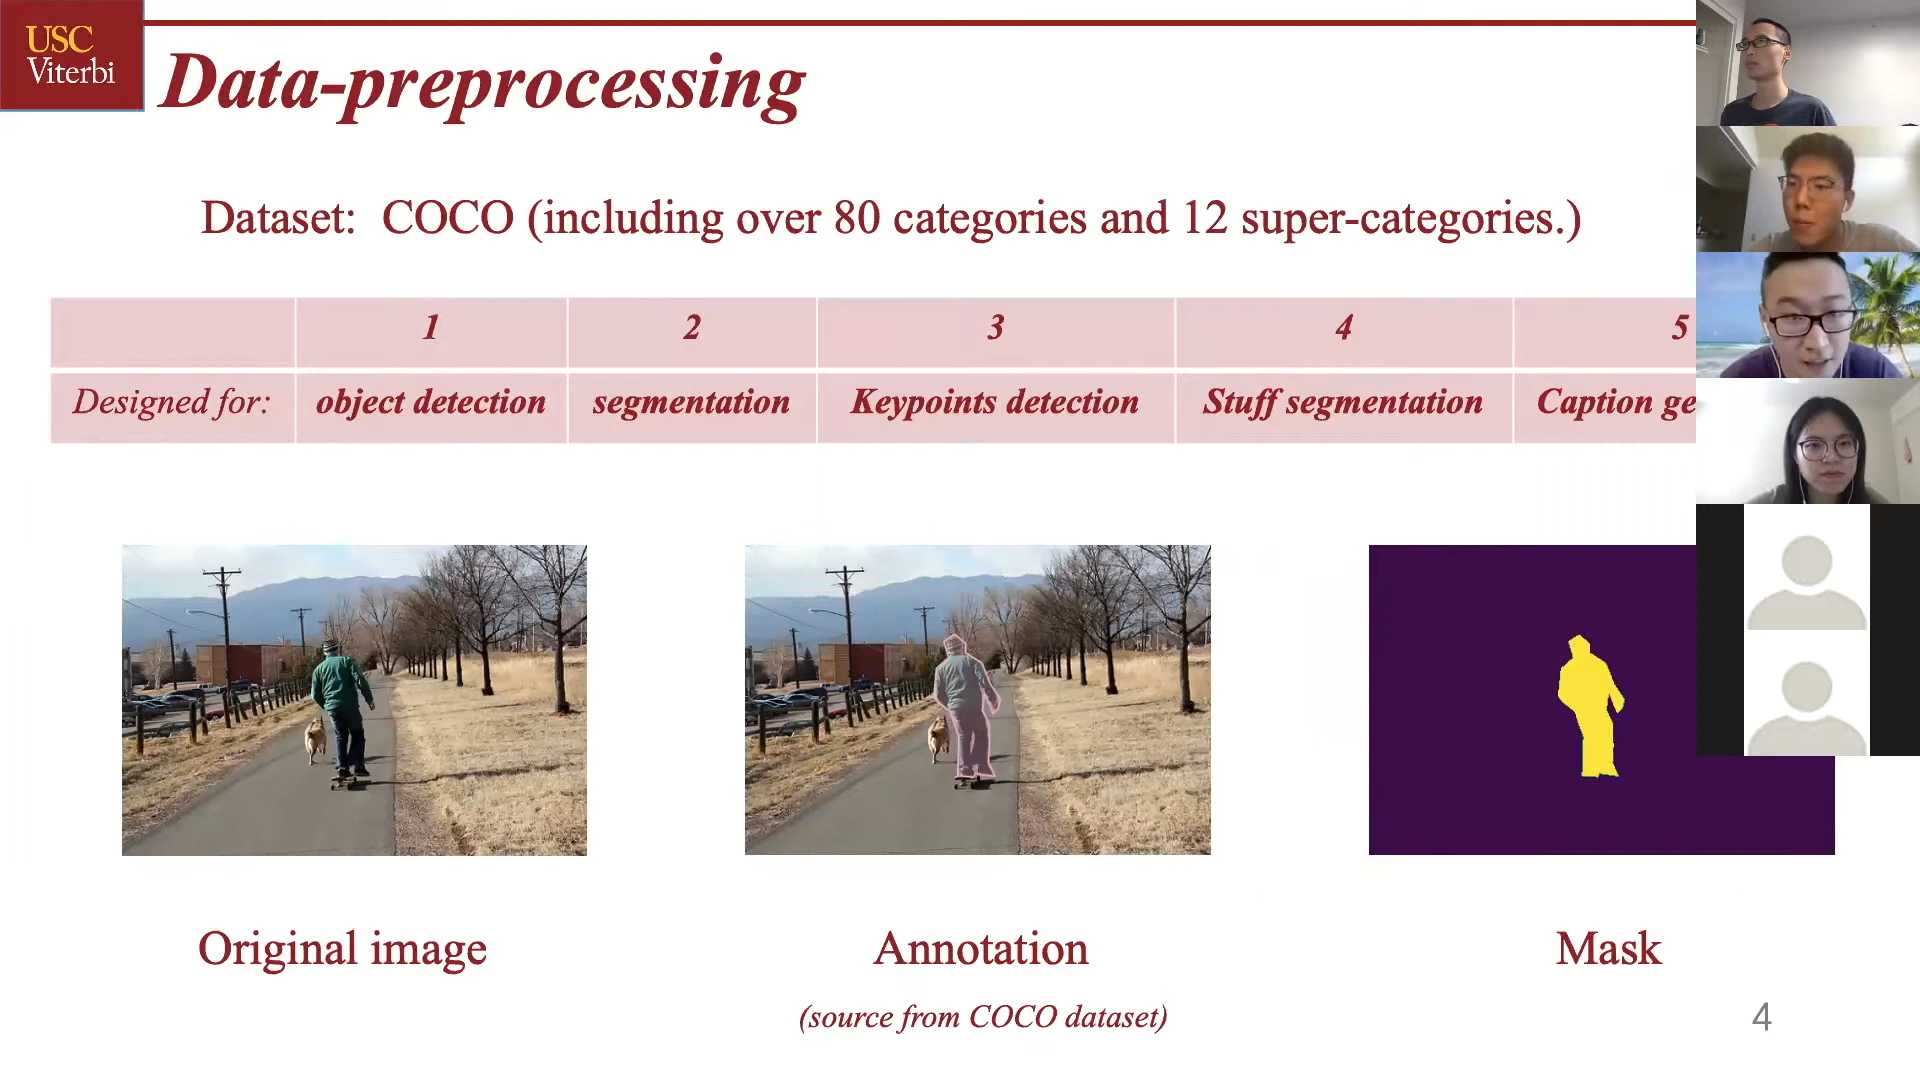 USC
Viterbi
Data-preprocessing
Dataset: COCO (including over 80 categories and 12 super-categories.)
1 2 3 4 5
Designed for: object detection segmentation Keypoints detection Stuff segmentation Caption ge
Original image Annotation Mask
(source from COCO dataset)
4